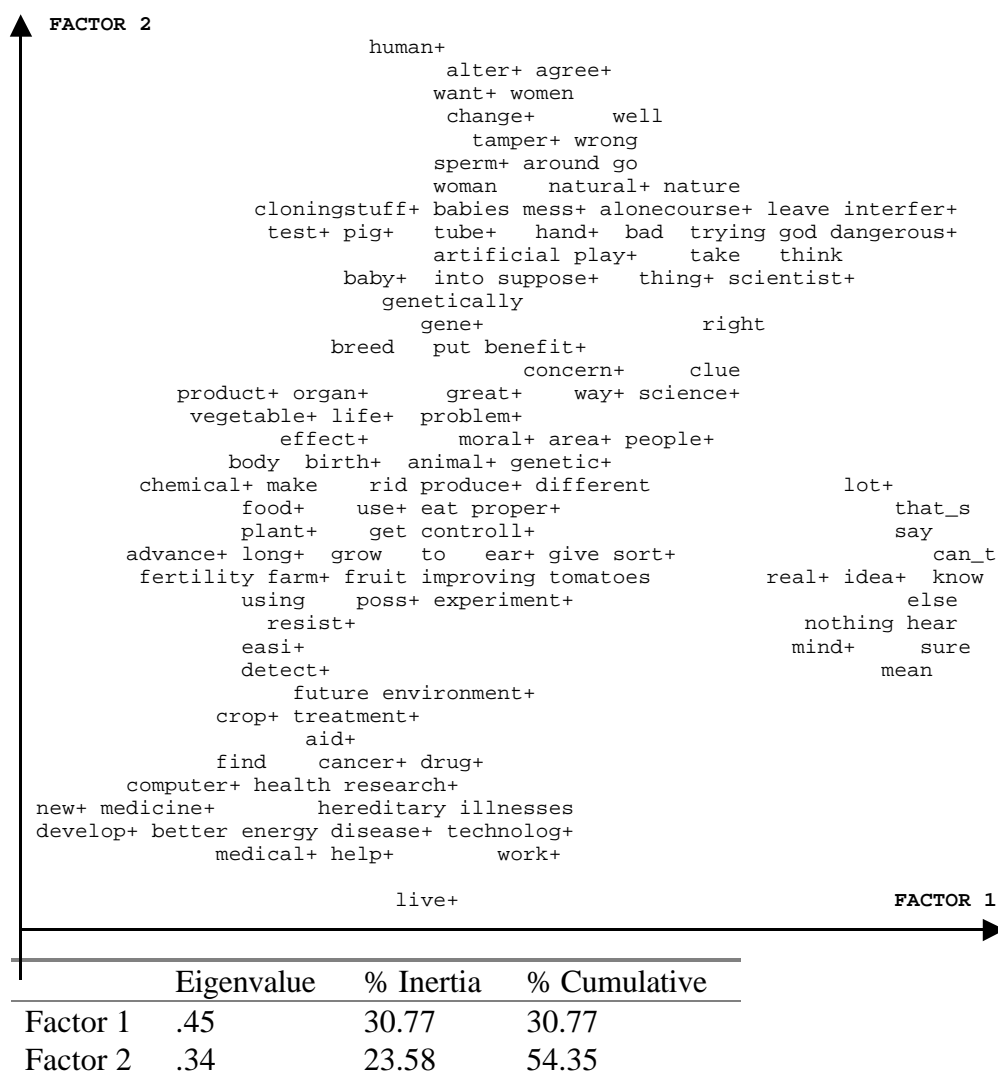 FACTOR 2
human+
alter+ agree+
want+ women
change+ well
tamper+ wrong
sperm+ around go
woman natural+ nature
cloningstuff+ babies mess+ alonecourse+ leave interfer+
test+ pig+ tube+ hand+ bad trying god dangerous+
artificial play+ take think
baby+ into suppose+ thing+ scientist+
genetically
gene+ right
breed put benefit+
concern+ clue
product+ organ+ great+ way+ science+
vegetable+ life+ problem+
effect+ moral+ area+ people+
body birth+ animal+ genetic+
chemical+ make rid produce+ different lot+
food+ use+ eat proper+ that_s
plant+ get controll+ say
advance+ long+ grow to ear+ give sort+ can_t
fertility farm+ fruit improving tomatoes real+ idea+ know
using poss+ experiment+ else
resist+ nothing hear
easi+ mind+ sure
detect+ mean
future environment+
crop+ treatment+
aid+
find cancer+ drug+
computer+ health research+
new+ medicine+ hereditary illnesses
develop+ better energy disease+ technolog+
medical+ help+ work+
live+ FACTOR 1
Eigenvalue % Inertia % Cumulative
Factor 1 .45 30.77 30.77
Factor 2 .34 23.58 54.35